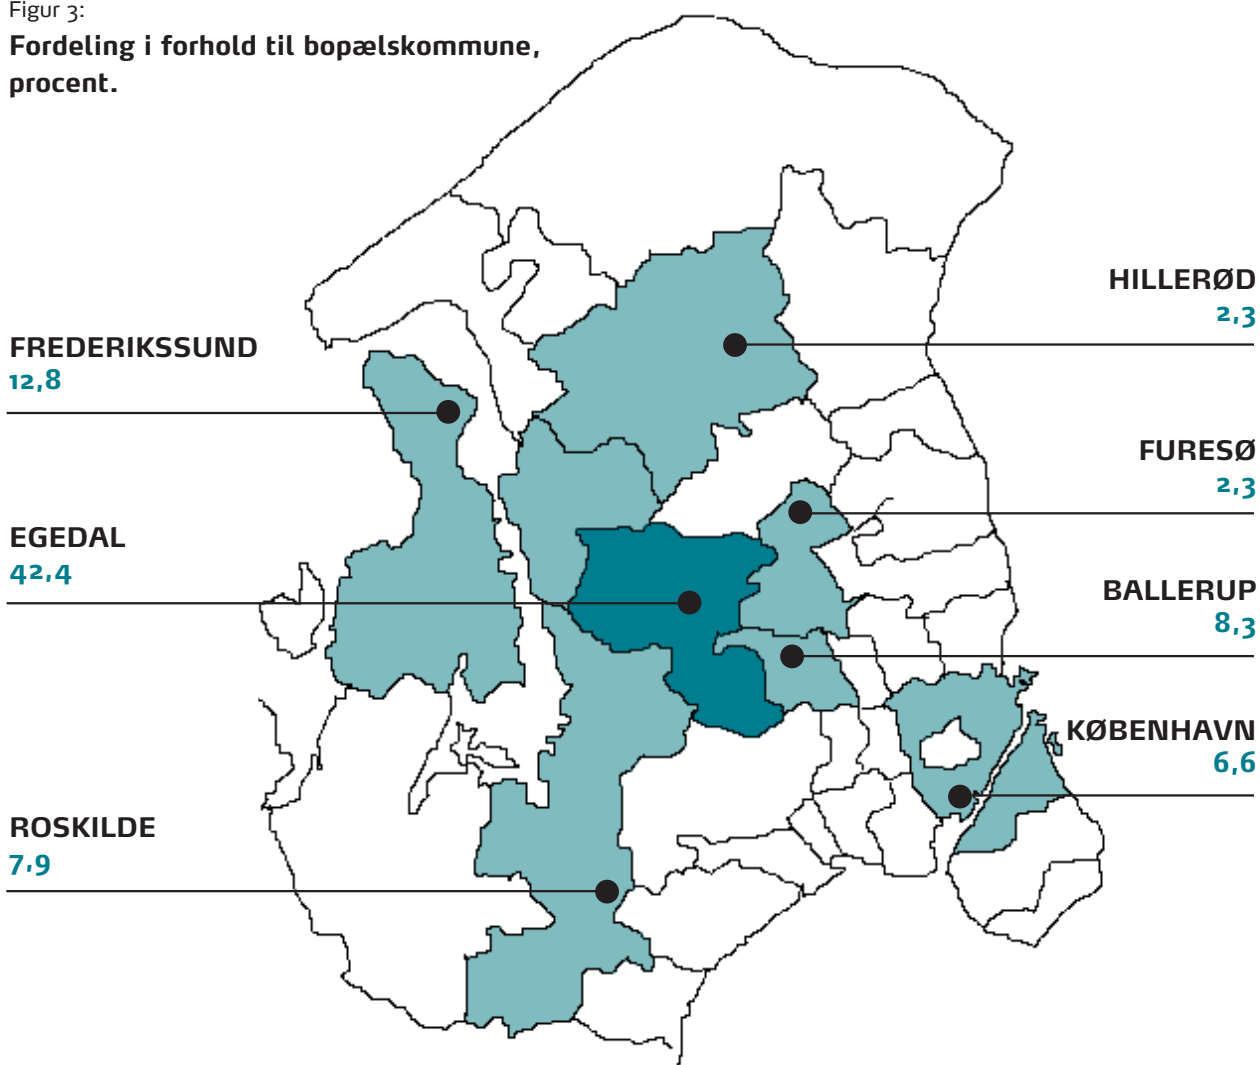 Figur 3:
Fordeling i forhold til bopælskommune,
procent.
HILLERØD
2,3
FREDERIKSSUND
12,8
FURESØ
2,3
EGEDAL
42,4
BALLERUP
8,3
KØBENHAVN
6,6
ROSKILDE
7,9